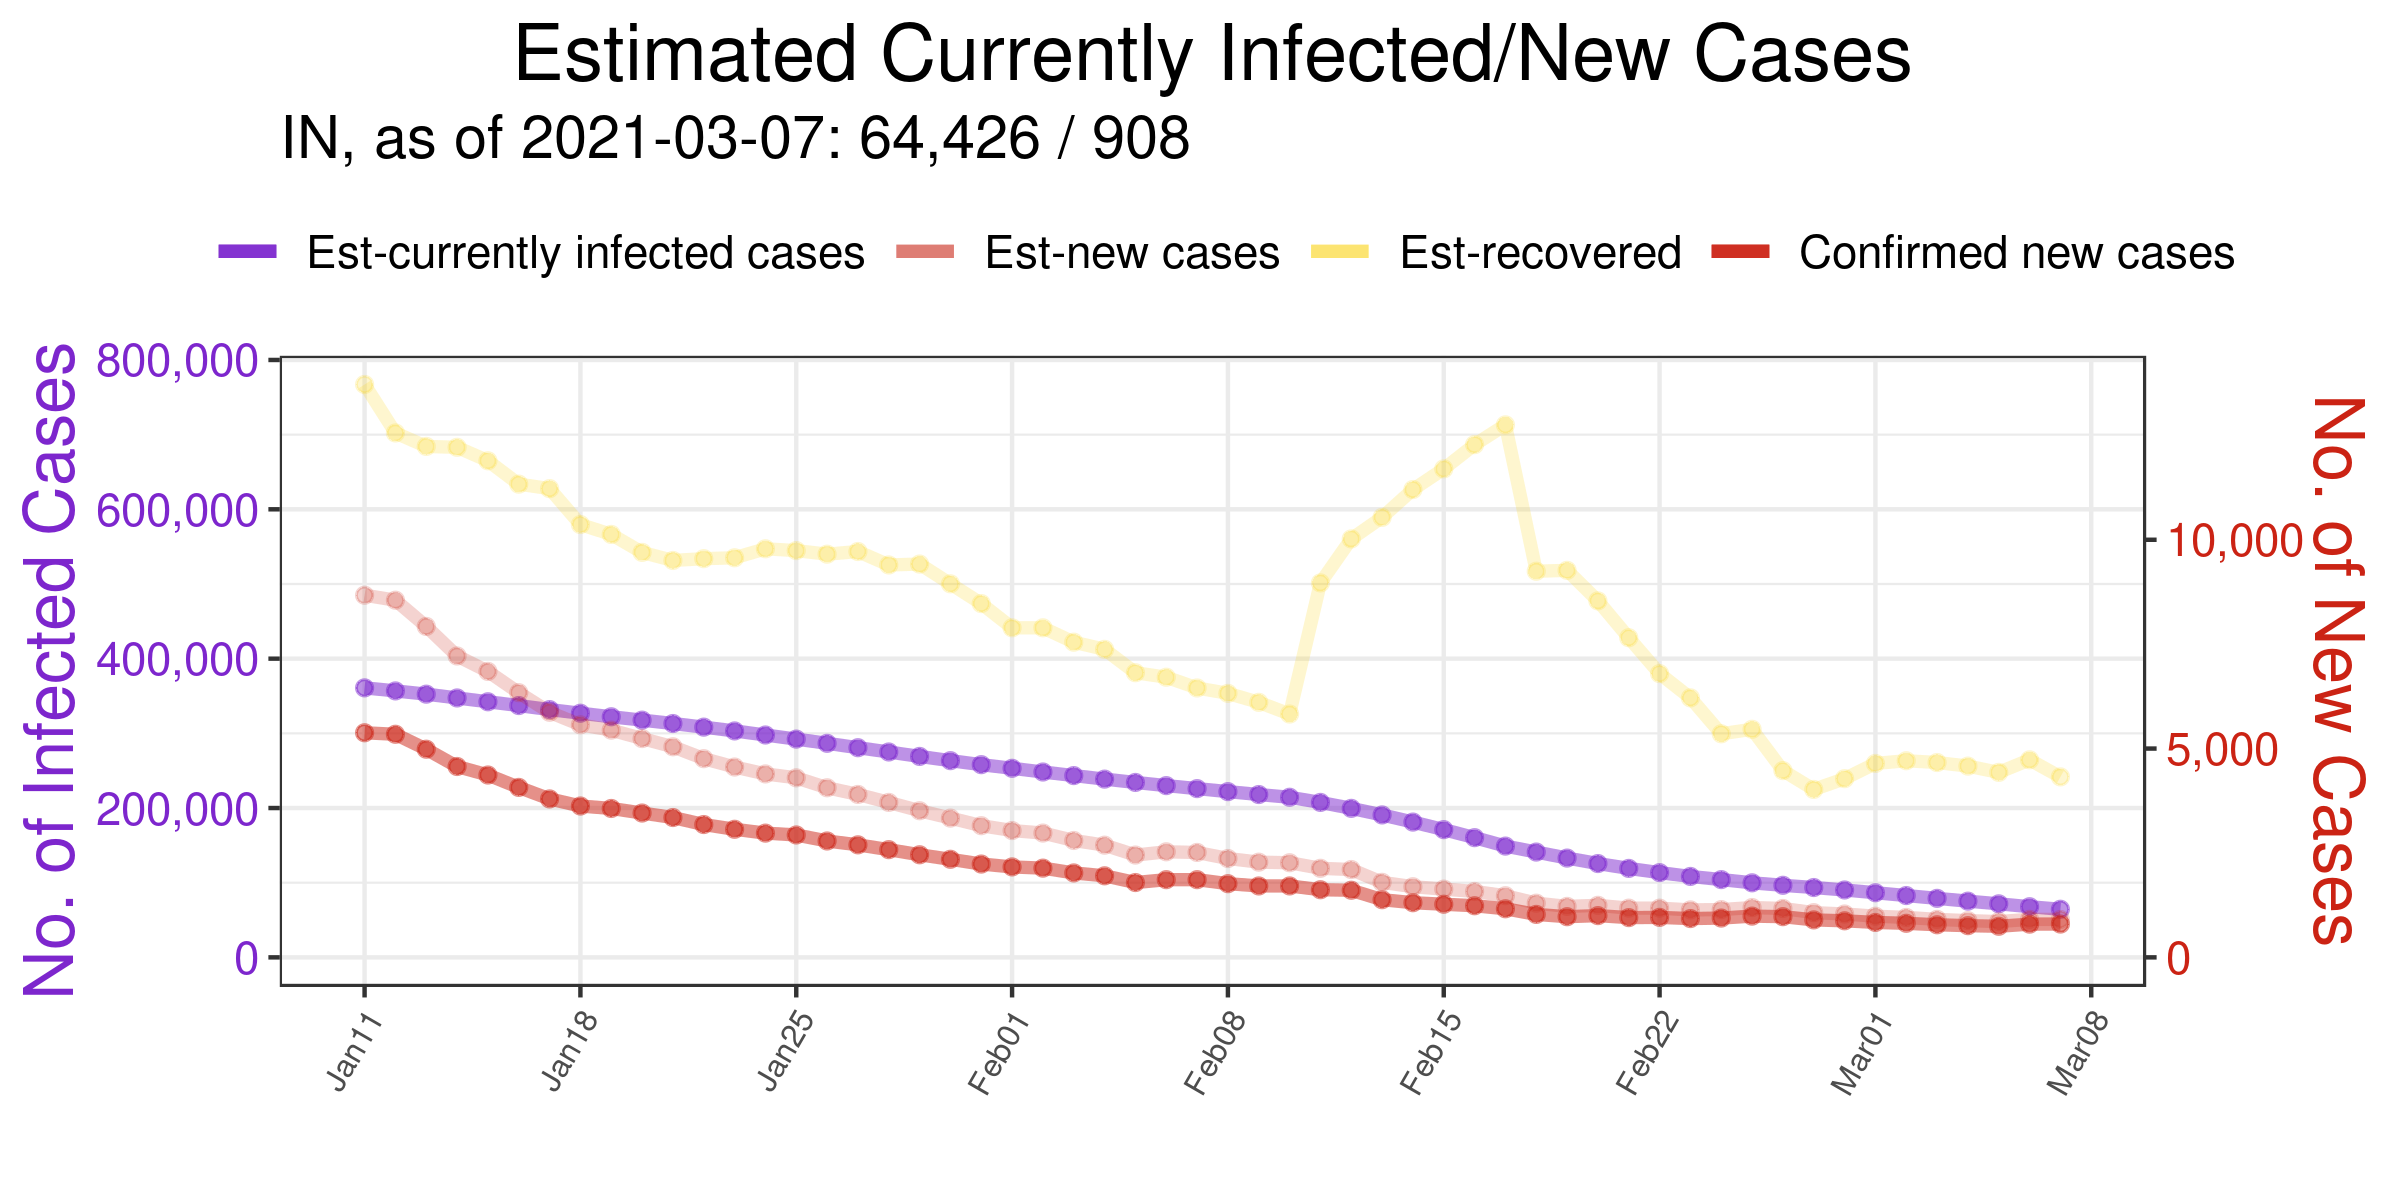 Estimated Currently Infected/New Cases
IN, as of 2021-03-07: 64,426 / 908
Est-currently infected cases Est-new cases Est-recovered Confirmed new cases
No. of Infected Cases
800,000
600,000
400,000
200,000
0
10,000
5,000
0
No. of New Cases
Jan11 Jan18 Jan25 Feb01 Feb08 Feb15 Feb22 Mar01 Mar08